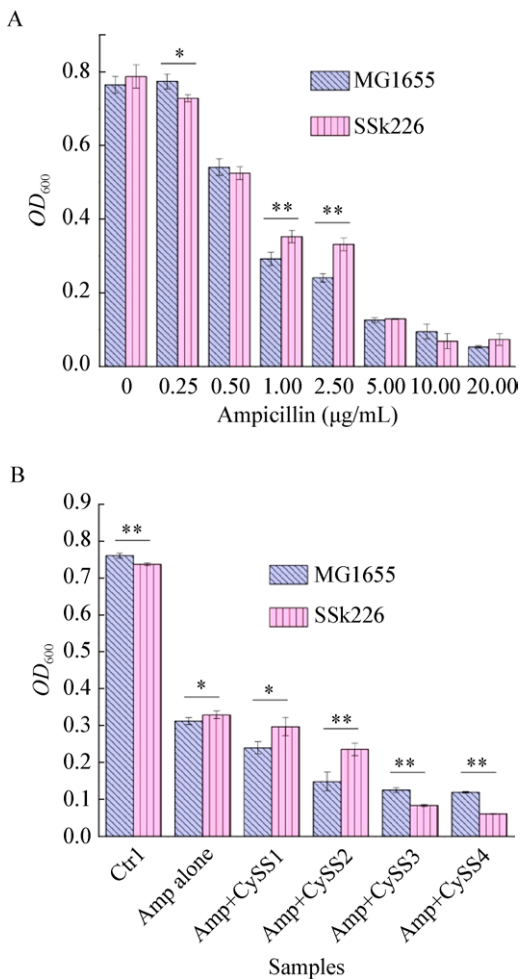 A
0.8
0.6
0.4
0.2
0.0
OD600
*
**
**
MG1655
SSk226
0 0.25 0.50 1.00 2.50 5.00 10.00 20.00
Ampicillin (μg/mL)
B
0.9
0.8
0.7
0.6
0.5
0.4
0.3
0.2
0.1
0.0
OD600
**
*
*
**
**
**
MG1655
SSk226
Ctr1
Amp alone
Amp+CySS1
Amp+CySS2
Amp+CySS3
Amp+CySS4
Samples